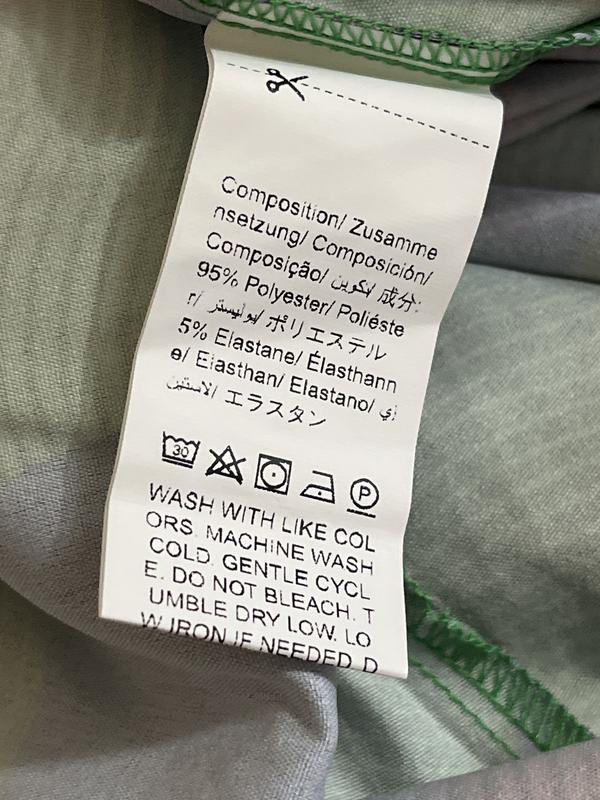 Composition/ Zusamme
nsetzung/ Composición/
Composição/ تكوين/ 成分:
95% Polyester/ Poliéste
r/ بوليستر/ ポリエステル
5% Elastane/ Élasthann
e/ Elasthan/ Elastano/ إي
لاستين/ エラスタン
30
P
WASH WITH LIKE COL
ORS. MACHINE WASH
COLD. GENTLE CYCL
E. DO NOT BLEACH. T
UMBLE DRY LOW. LO
W IRON IF NEEDED. D